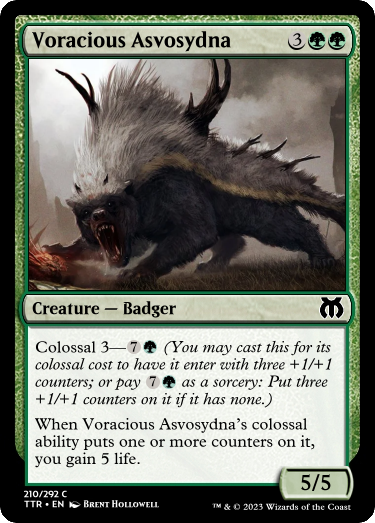 Voracious Asvosydna 3
Creature — Badger
Colossal 3—7 (You may cast this for its
colossal cost to have it enter with three +1/+1
counters; or pay 7 as a sorcery: Put three
+1/+1 counters on it if it has none.)
When Voracious Asvosydna's colossal
ability puts one or more counters on it,
you gain 5 life.
5/5
210/292 C
TTR • EN Brent Hollowell
™ & © 2023 Wizards of the Coast